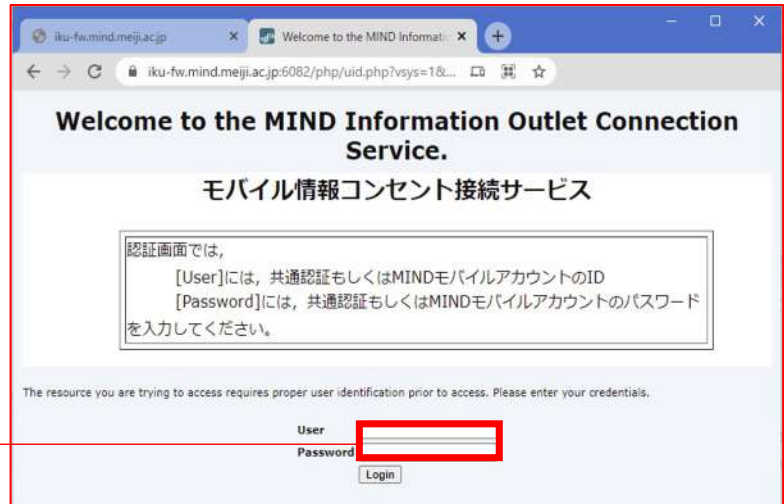 iku-fw.mind.meiji.ac.jp
Welcome to the MIND Informatic
iku-fw.mind.meiji.ac.jp:6082/php/uid.php?vsys=1&...
Welcome to the MIND Information Outlet Connection
Service.
モバイル情報コンセント接続サービス
認証画面では，
[User]には，共通認証もしくはMINDモバイルアカウントのID
[Password]には，共通認証もしくはMINDモバイルアカウントのパスワード
を入力してください。
The resource you are trying to access requires proper user identification prior to access. Please enter your credentials.
User
Password
Login